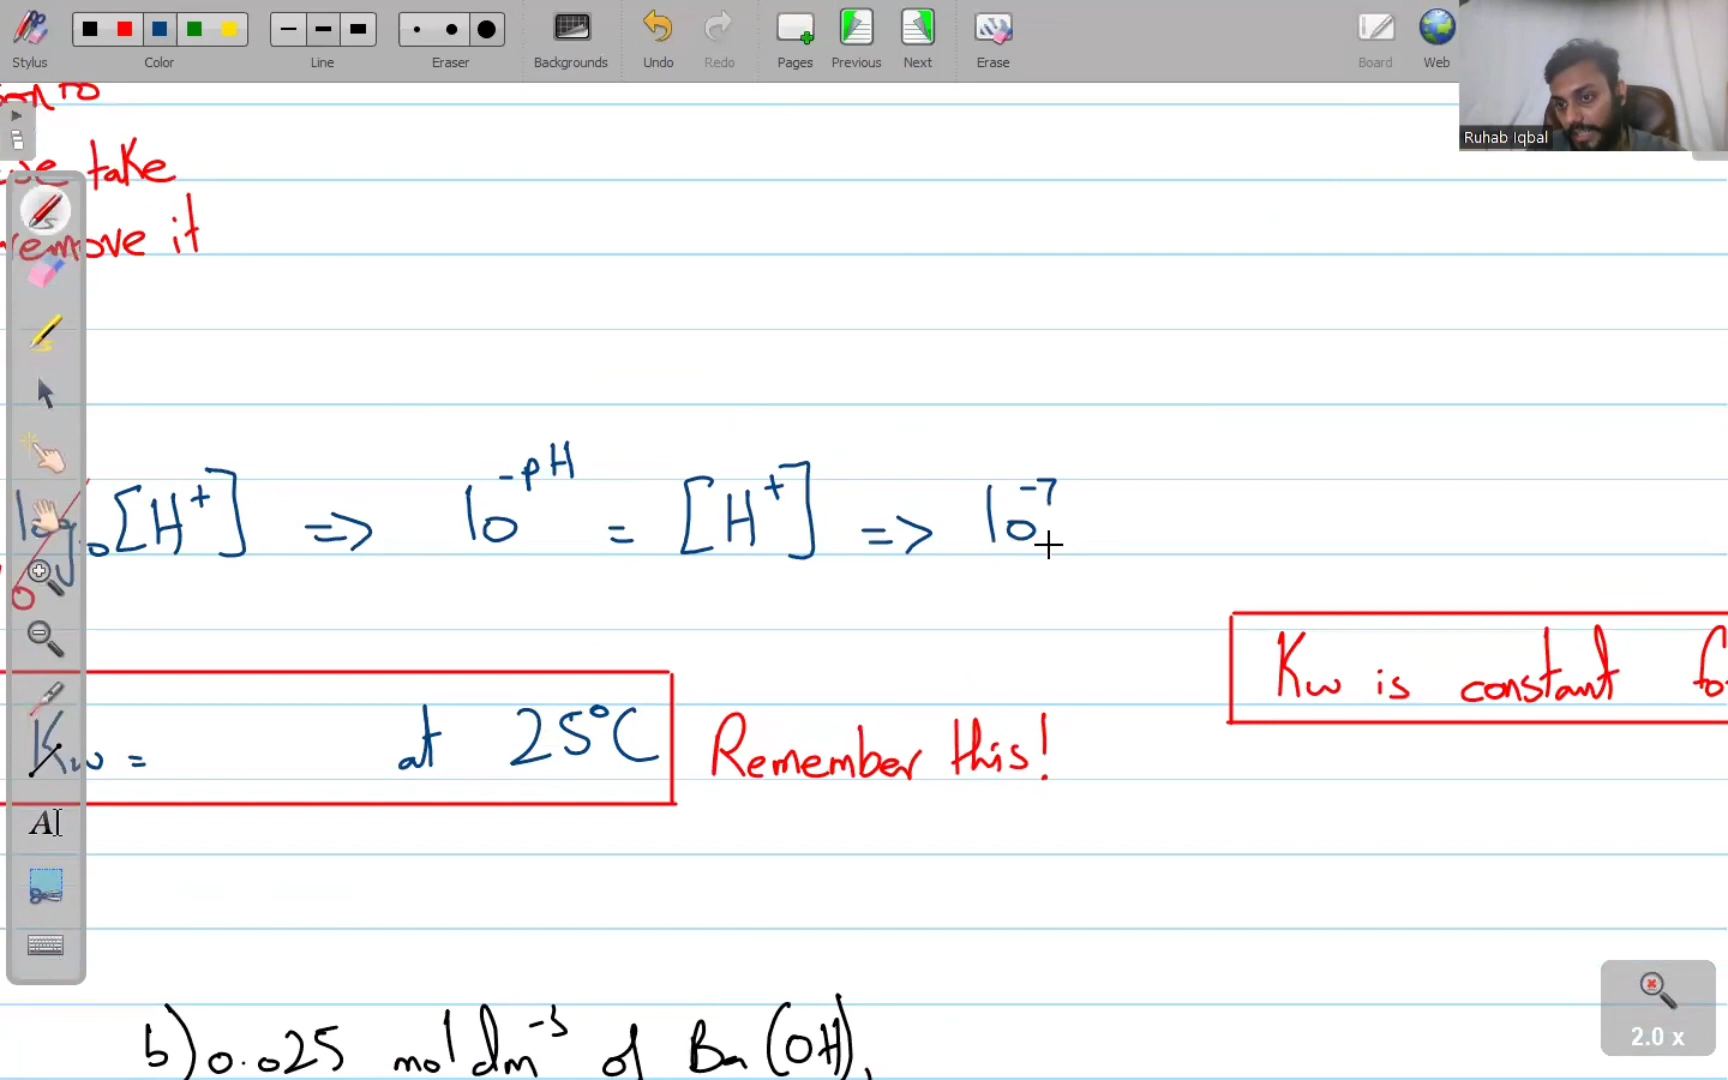 Stylus
Color
Line
Eraser
Backgrounds
Undo
Redo
Pages
Previous
Next
Erase
Board
Web
Ruhab Iqbal
take
remove it
log₁₀ [H⁺] => 10⁻ᵖᴴ = [H⁺] => 10⁻⁷
Kw is constant
Kw = at 25°C
Remember this!
b) 0.025 mol dm⁻³ of Ba(OH)₂
2.0 x